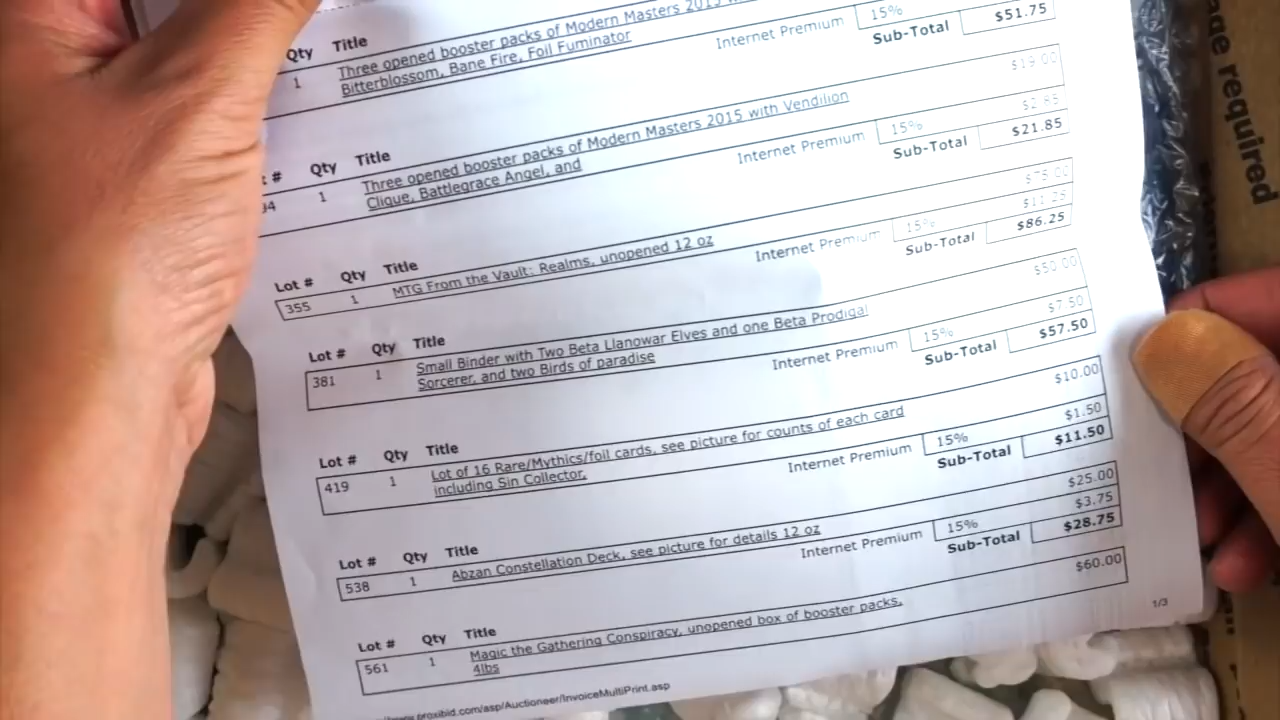 Qty Title
1 Three opened booster packs of Modern Masters 2015
Bitterblossom, Bane Fire, Foil Fuminator
Internet Premium 15%
Sub-Total $51.75
# Qty Title $19.00
94 1 Three opened booster packs of Modern Masters 2015 with Vendilion
Clique, Battlegrace Angel, and
Internet Premium 15% $2.85
Sub-Total $21.85
Lot # Qty Title $75.00
355 1 MTG From the Vault: Realms, unopened 12 oz
Internet Premium 15% $11.25
Sub-Total $86.25
Lot # Qty Title $50.00
381 1 Small Binder with Two Beta Llanowar Elves and one Beta Prodigal
Sorcerer, and two Birds of paradise
Internet Premium 15% $7.50
Sub-Total $57.50
Lot # Qty Title $10.00
419 1 Lot of 16 Rare/Mythics/foil cards, see picture for counts of each card
including Sin Collector,
Internet Premium 15% $1.50
Sub-Total $11.50
Lot # Qty Title $25.00
538 1 Abzan Constellation Deck, see picture for details 12 oz
Internet Premium 15% $3.75
Sub-Total $28.75
Lot # Qty Title $60.00
561 1 Magic the Gathering Conspiracy, unopened box of booster packs,
4lbs
www.proxibid.com/asp/Auctioneer/InvoiceMultiPrint.asp
1/3
age required